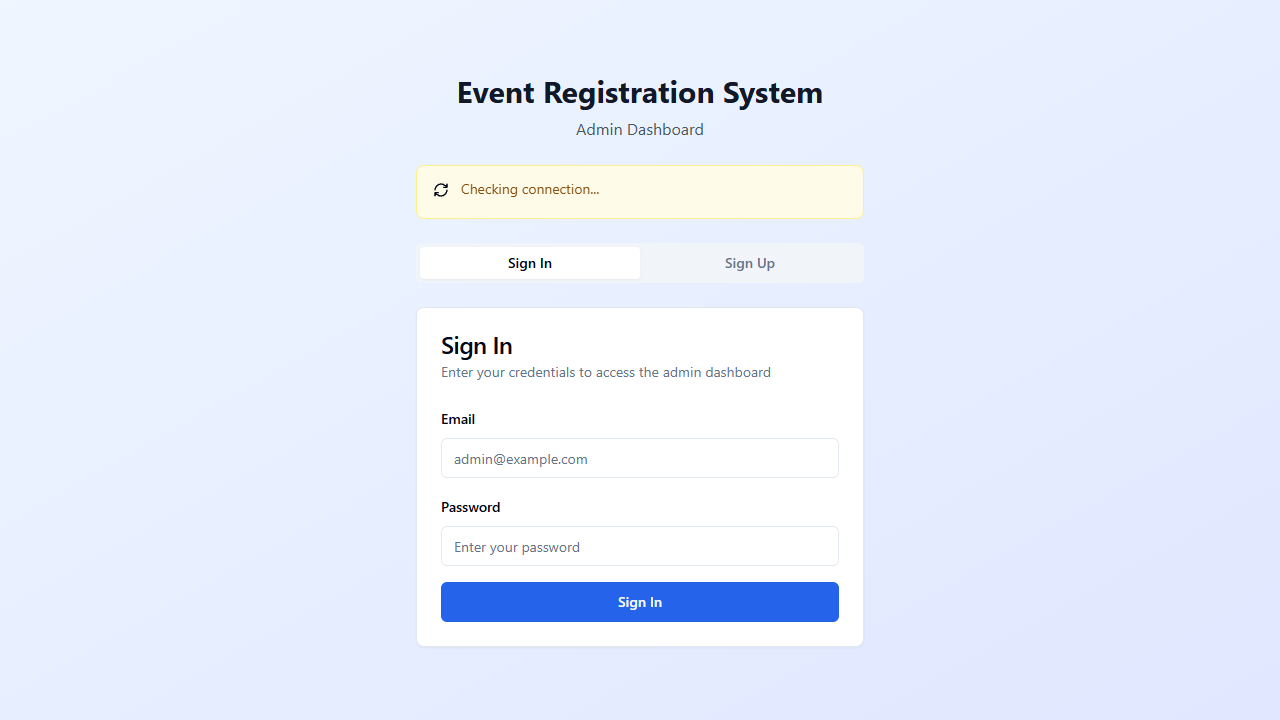 Event Registration System
Admin Dashboard
Checking connection...
Sign In
Sign Up
Sign In
Enter your credentials to access the admin dashboard
Email
admin@example.com
Password
Enter your password
Sign In